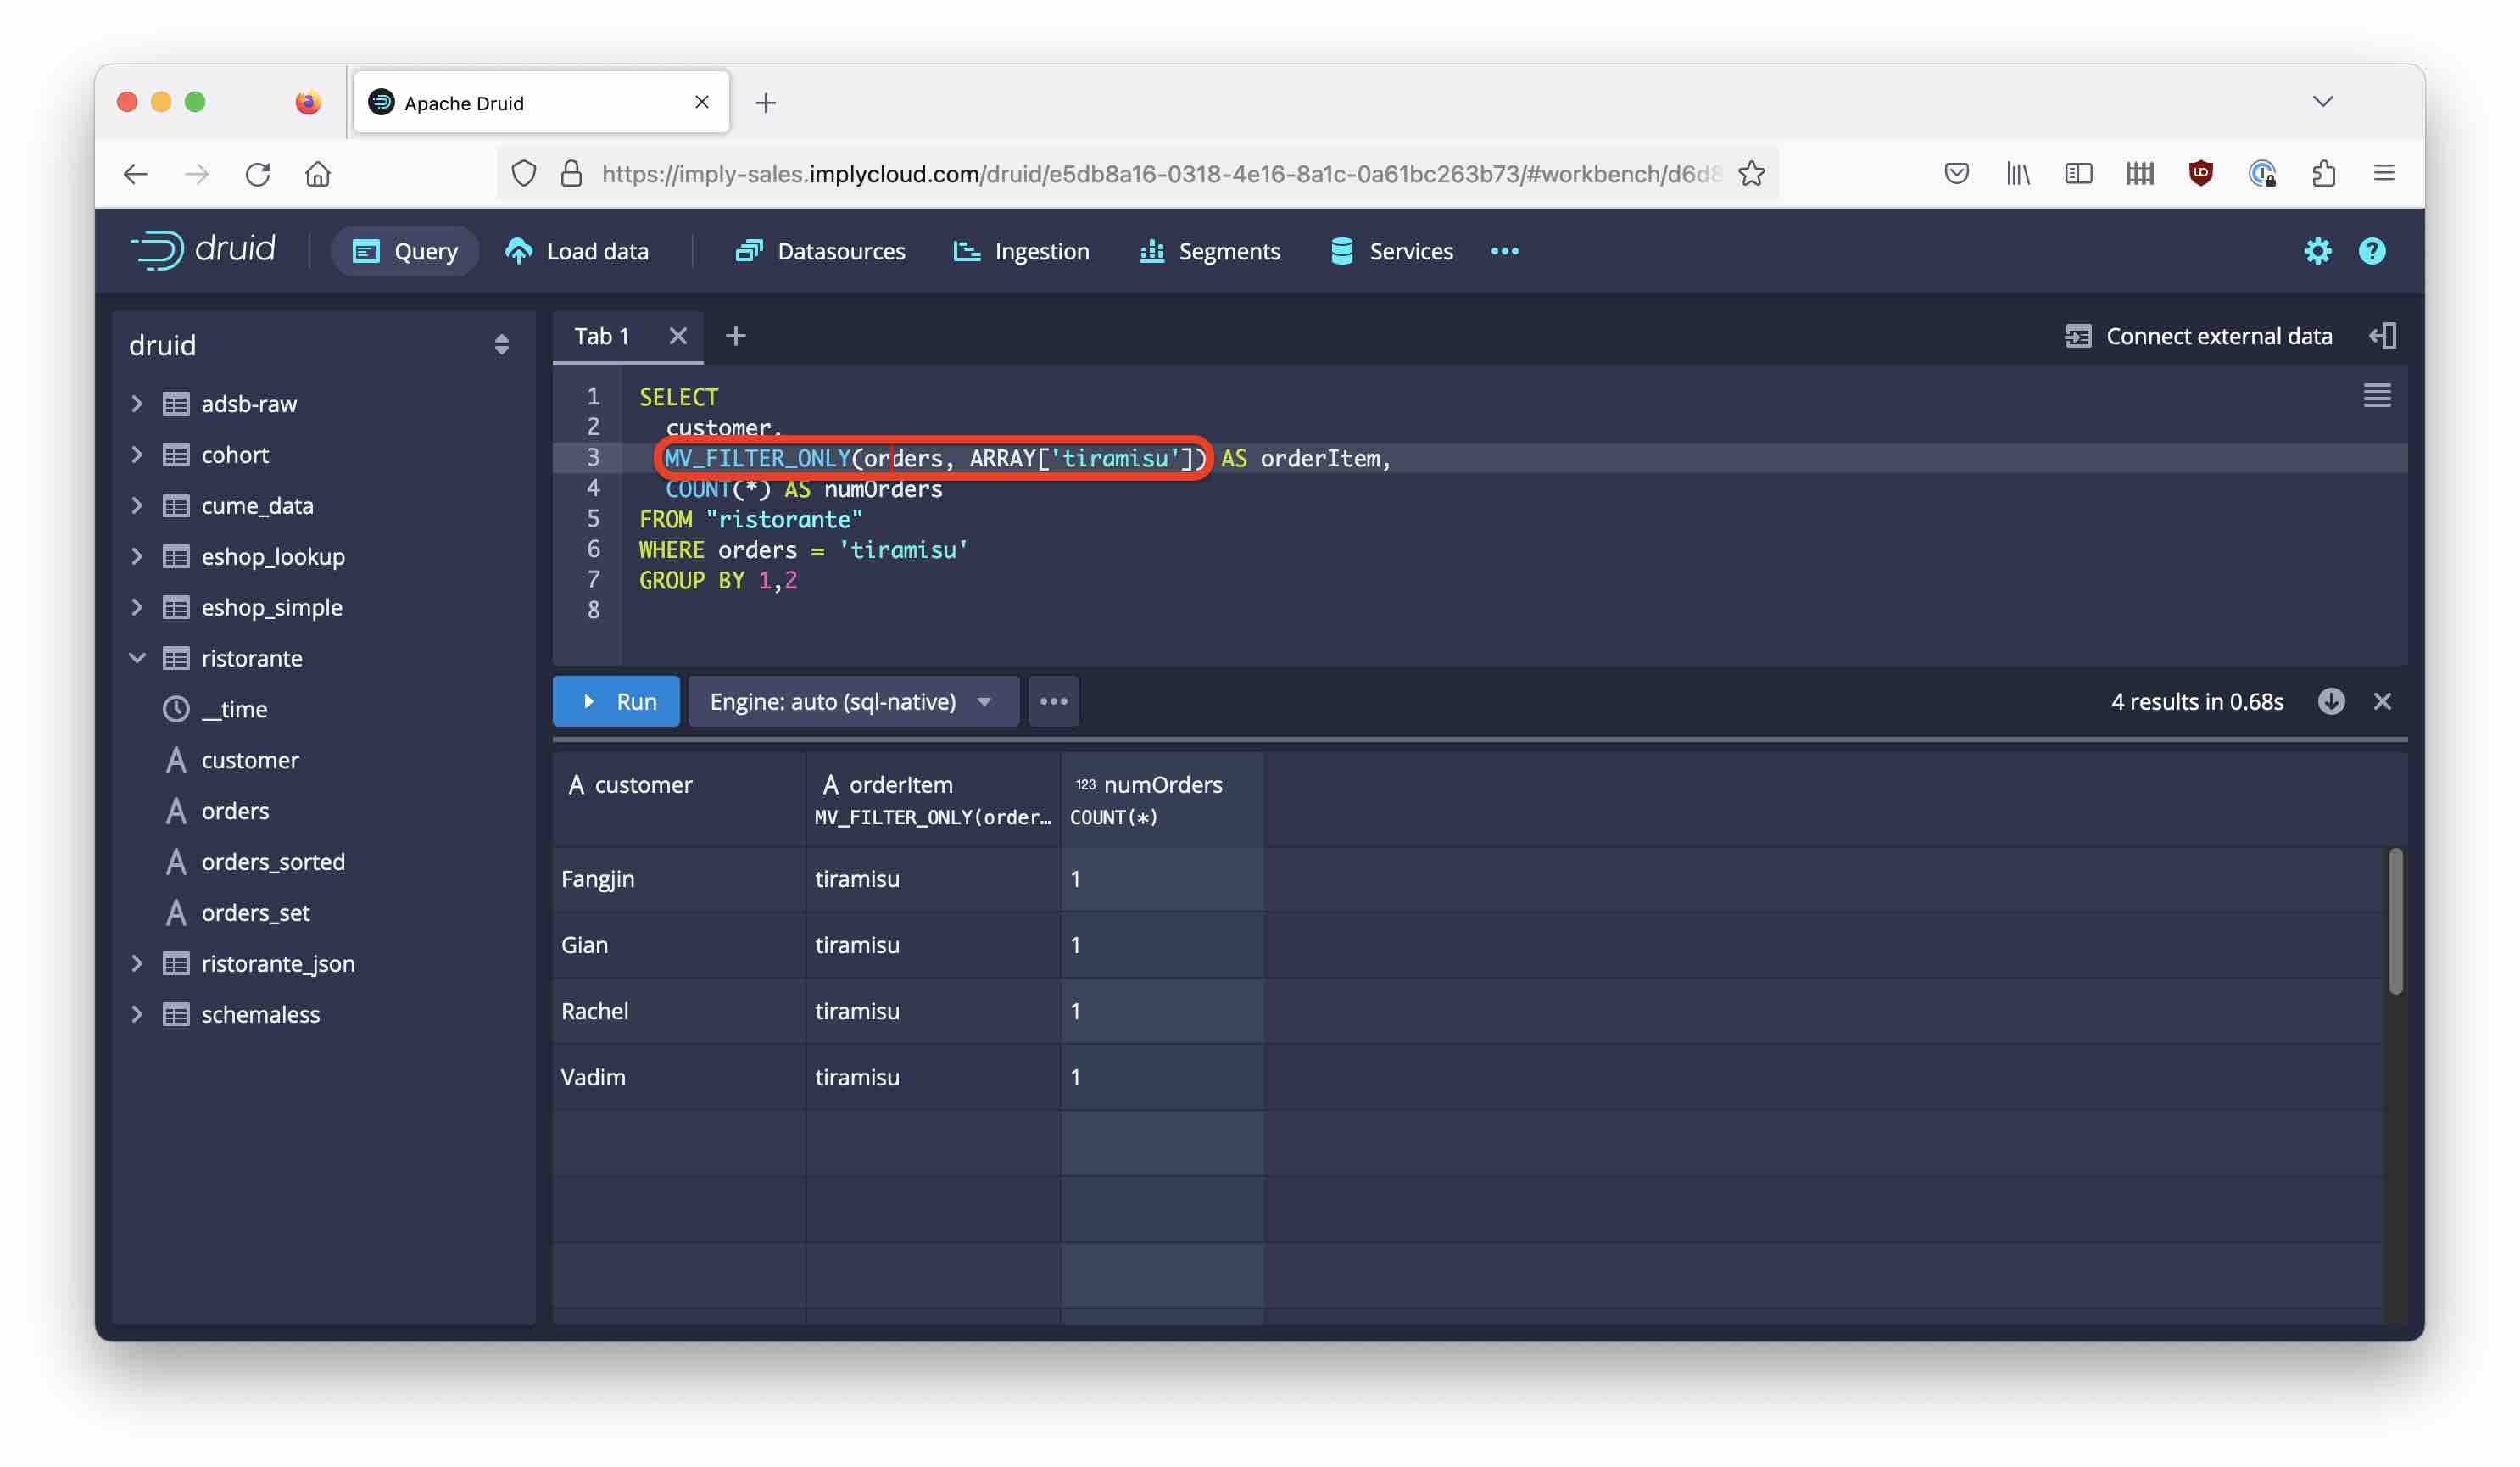 Apache Druid
https://imply-sales.implycloud.com/druid/e5db8a16-0318-4e16-8a1c-0a61bc263b73/#workbench/d6d8
druid
Query
Load data
Datasources
Ingestion
Segments
Services
druid
adsb-raw
cohort
cume_data
eshop_lookup
eshop_simple
ristorante
__time
customer
orders
orders_sorted
orders_set
ristorante_json
schemaless
Tab 1
Connect external data
1 SELECT
2 customer,
3 MV_FILTER_ONLY(orders, ARRAY['tiramisu']) AS orderItem,
4 COUNT(*) AS numOrders
5 FROM "ristorante"
6 WHERE orders = 'tiramisu'
7 GROUP BY 1,2
8
Run
Engine: auto (sql-native)
4 results in 0.68s
A customer
A orderItem
123 numOrders
MV_FILTER_ONLY(order…
COUNT(*)
Fangjin tiramisu 1
Gian tiramisu 1
Rachel tiramisu 1
Vadim tiramisu 1